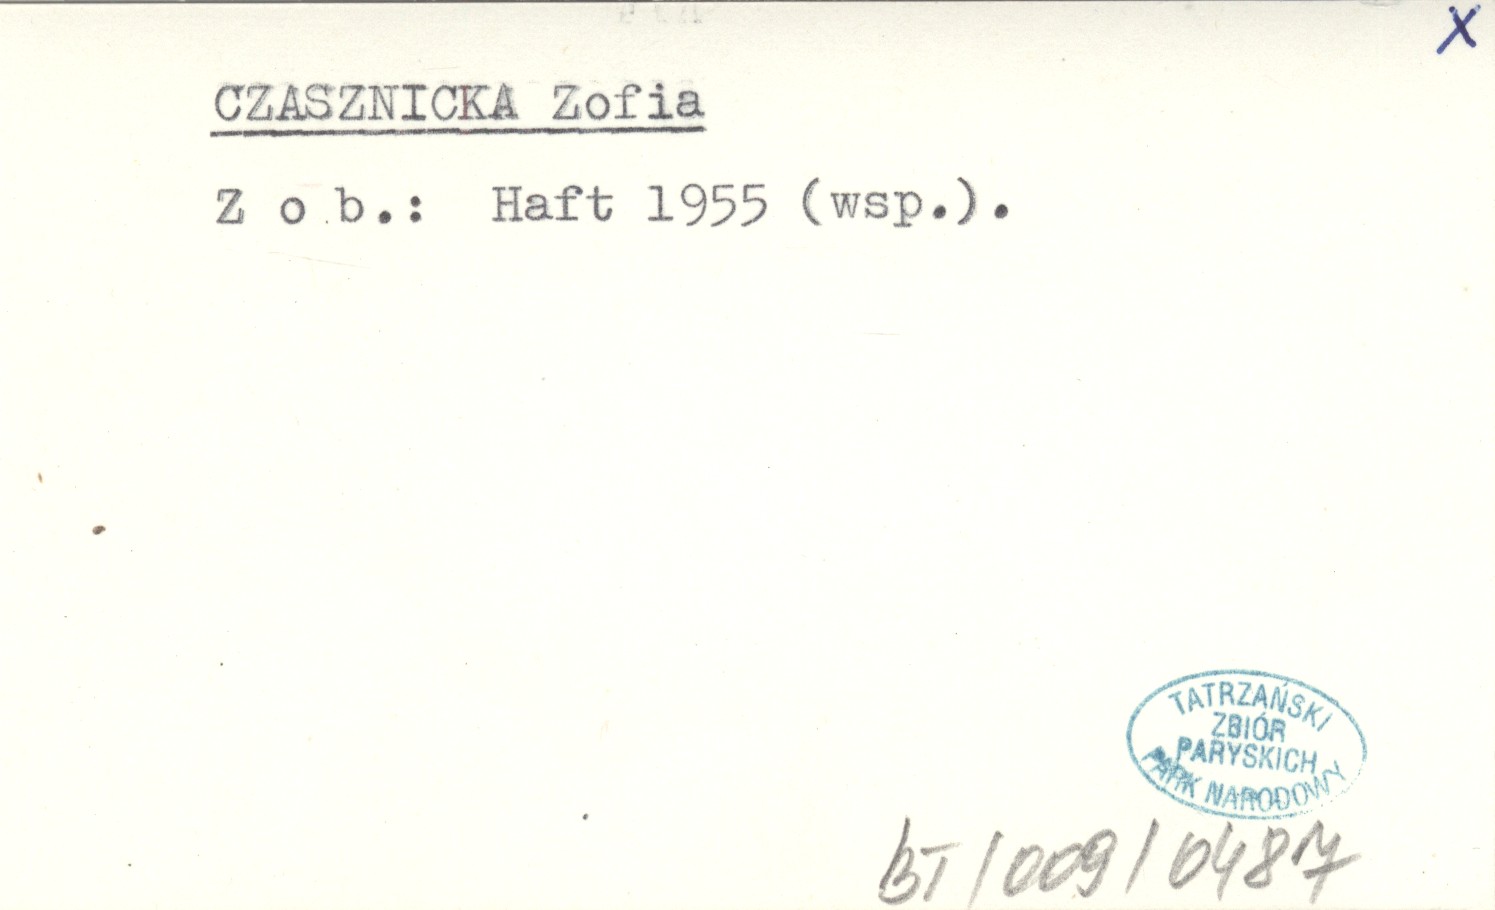 X
CZASZNICKA Zofia
Z o b.: Haft 1955 (wsp.).
TATRZAŃSKI
ZBIÓR
PARYSKICH
PARK NARODOWY
BT/009/0487